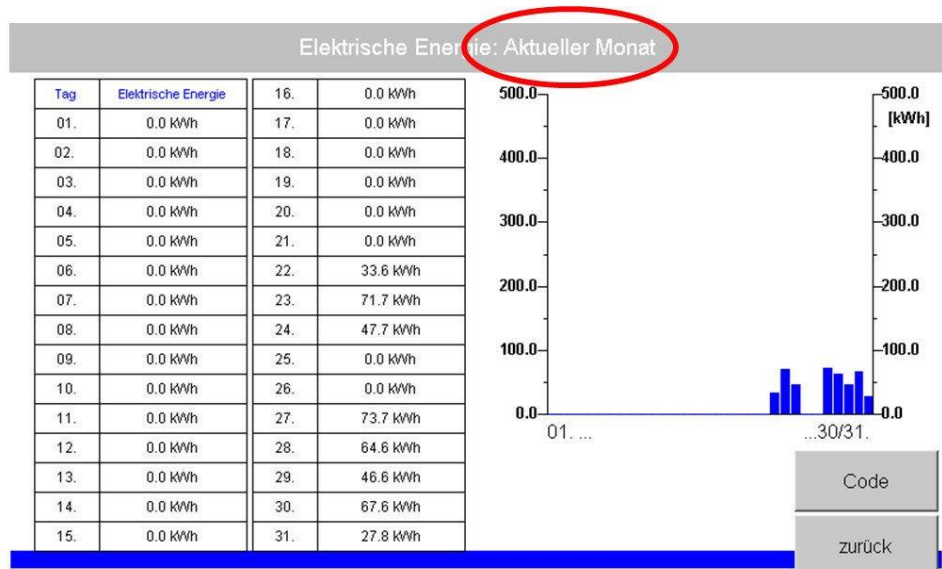 Elektrische Energie: Aktueller Monat
Tag Elektrische Energie 16. 0.0 kWh
01. 0.0 kWh 17. 0.0 kWh
02. 0.0 kWh 18. 0.0 kWh
03. 0.0 kWh 19. 0.0 kWh
04. 0.0 kWh 20. 0.0 kWh
05. 0.0 kWh 21. 0.0 kWh
06. 0.0 kWh 22. 33.6 kWh
07. 0.0 kWh 23. 71.7 kWh
08. 0.0 kWh 24. 47.7 kWh
09. 0.0 kWh 25. 0.0 kWh
10. 0.0 kWh 26. 0.0 kWh
11. 0.0 kWh 27. 73.7 kWh
12. 0.0 kWh 28. 64.6 kWh
13. 0.0 kWh 29. 46.6 kWh
14. 0.0 kWh 30. 67.6 kWh
15. 0.0 kWh 31. 27.8 kWh
500.0 500.0
[kWh]
400.0 400.0
300.0 300.0
200.0 200.0
100.0 100.0
0.0 0.0
01. ... ...30/31.
Code
zurück